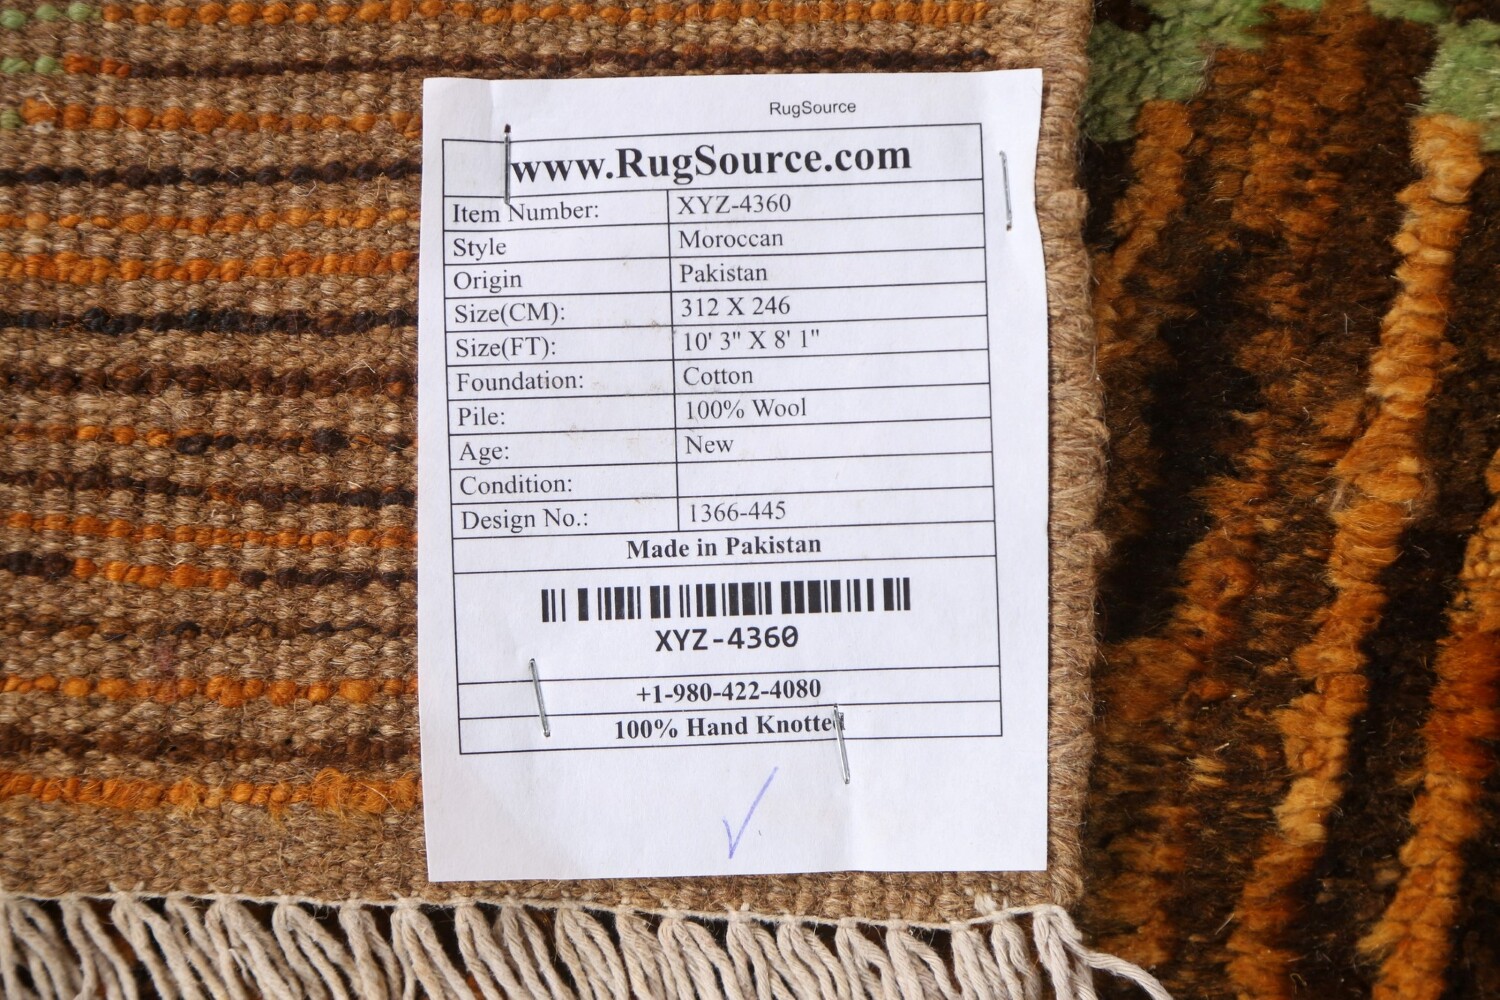 RugSource
www.RugSource.com
Item Number: XYZ-4360
Style Moroccan
Origin Pakistan
Size(CM): 312 X 246
Size(FT): 10' 3" X 8' 1"
Foundation: Cotton
Pile: 100% Wool
Age: New
Condition:
Design No.: 1366-445
Made in Pakistan
XYZ-4360
+1-980-422-4080
100% Hand Knotted